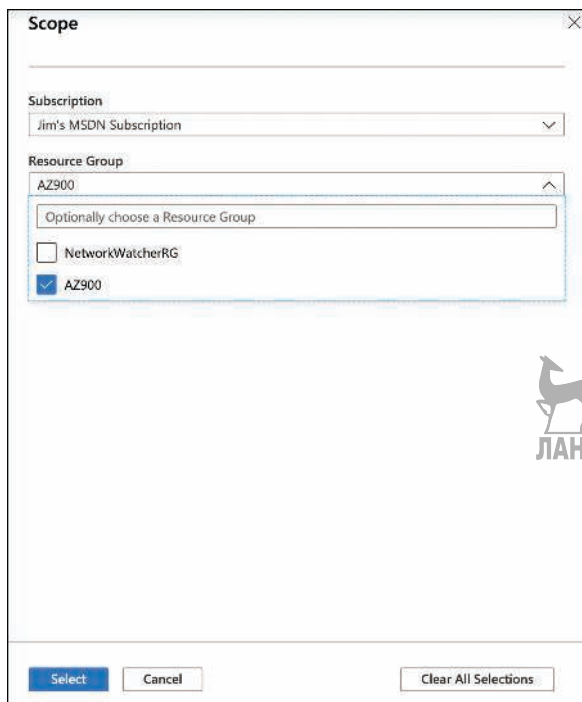 Scope
Subscription
Jim's MSDN Subscription
Resource Group
AZ900
Optionally choose a Resource Group
NetworkWatcherRG
AZ900
ЛАН
Select
Cancel
Clear All Selections